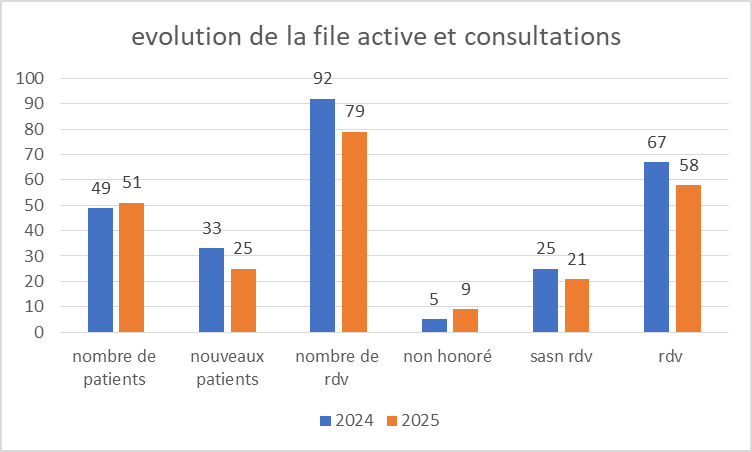 evolution de la file active et consultations
100
90
80
70
60
50
40
30
20
10
0
49
51
33
25
92
79
5
9
25
21
67
58
nombre de
patients
nouveaux
patients
nombre de
rdv
non honoré
sasn rdv
rdv
2024
2025